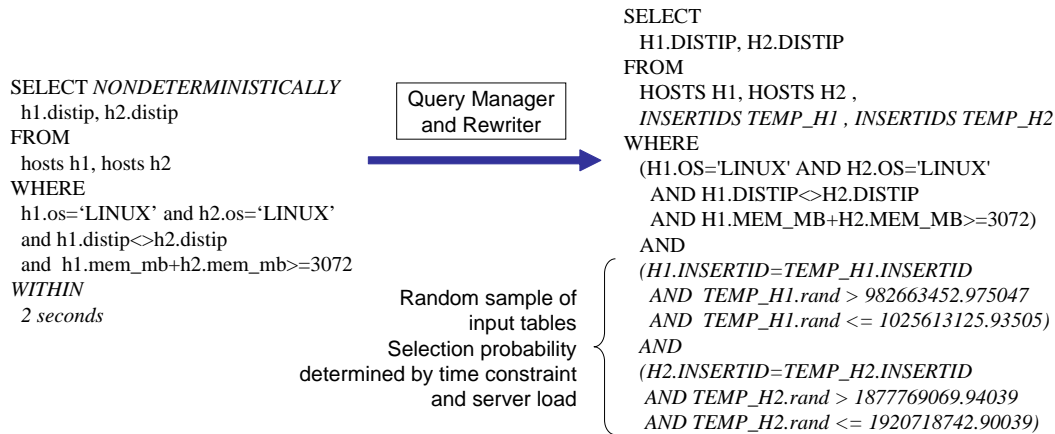 SELECT NONDETERMINISTICALLY
h1.distip, h2.distip
FROM
hosts h1, hosts h2
WHERE
h1.os=‘LINUX’ and h2.os=‘LINUX’
and h1.distip<>h2.distip
and h1.mem_mb+h2.mem_mb>=3072
WITHIN
2 seconds
Query Manager
and Rewriter
Random sample of
input tables
Selection probability
determined by time constraint
and server load
SELECT
H1.DISTIP, H2.DISTIP
FROM
HOSTS H1, HOSTS H2 ,
INSERTIDS TEMP_H1 , INSERTIDS TEMP_H2
WHERE
(H1.OS='LINUX' AND H2.OS='LINUX'
AND H1.DISTIP<>H2.DISTIP
AND H1.MEM_MB+H2.MEM_MB>=3072)
AND
(H1.INSERTID=TEMP_H1.INSERTID
AND TEMP_H1.rand > 982663452.975047
AND TEMP_H1.rand <= 1025613125.93505)
AND
(H2.INSERTID=TEMP_H2.INSERTID
AND TEMP_H2.rand > 1877769069.94039
AND TEMP_H2.rand <= 1920718742.90039)